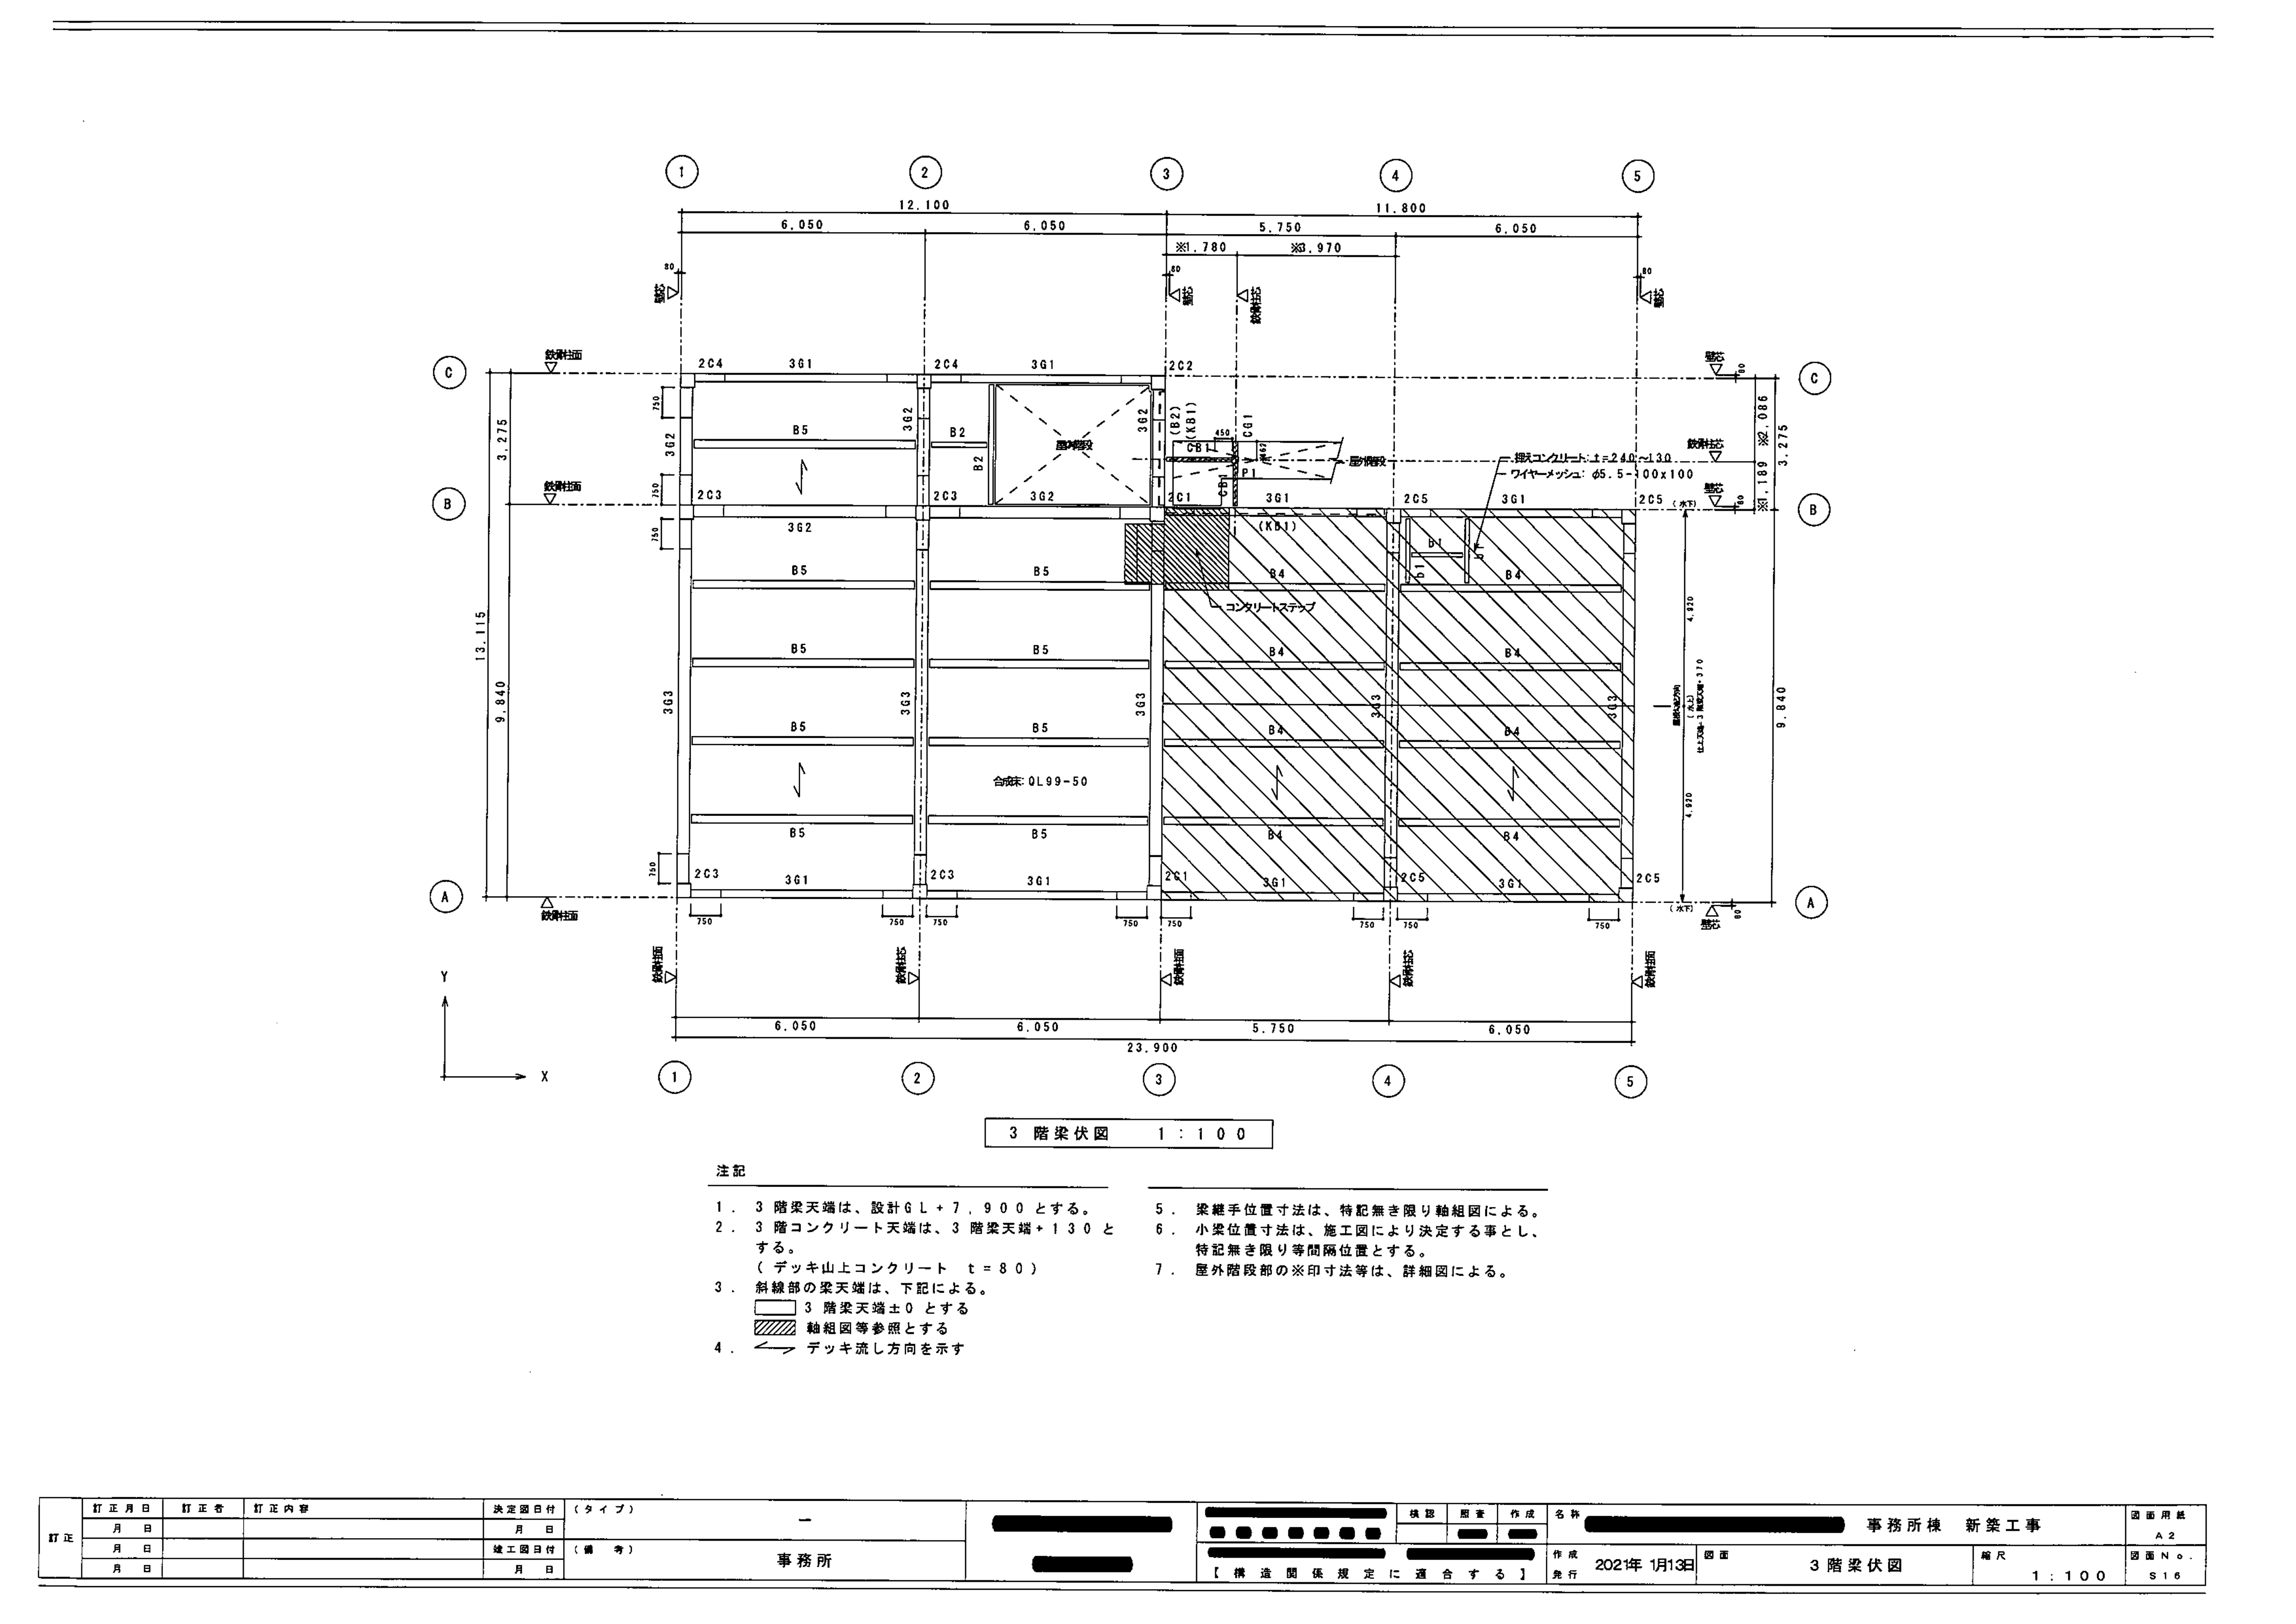 1
2
3
4
5
12.100
11.800
6.050
6.050
5.750
6.050
※1.780
※3.970
80
80
80
壁芯
壁芯
鉄骨柱芯
壁芯
C
鉄骨柱面
2C4
3G1
2C4
3G1
2C2
壁芯
80
C
750
3.275
3G2
B5
3G2
B2
B2
屋内階段
3G2
(B2)
(KB1)
450
CG1
CB1
462
P1
CB1
屋外階段
押えコンクリート: t=240~130
ワイヤーメッシュ: φ5.5-100x100
鉄骨柱芯
※2.086
3.275
※1.189
B
鉄骨柱面
750
2C3
2C3
3G2
2C1
3G1
2C5
3G1
2C5
(水下)
壁芯
80
B
750
3G2
(KB1)
B1
b1
b1
B5
B5
B4
B4
コンクリートステップ
4,920
B5
B5
B4
B4
13.115
9.840
3G3
3G3
3G3
3G3
3G3
屋根勾配方向
(水上)
仕上天端=3階梁天端+370
9.840
B5
B5
B4
B4
合成床: QL99-50
4,920
B5
B5
B4
B4
750
2C3
3G1
2C3
3G1
2C1
3G1
2C5
3G1
2C5
A
鉄骨柱面
750
750
750
750
750
750
750
750
(水下)
壁芯
80
A
鉄骨柱面
鉄骨柱芯
鉄骨柱面
鉄骨柱芯
鉄骨柱面
Y
X
6.050
6.050
5.750
6.050
23.900
1
2
3
4
5
3 階梁伏図 1:100
注記
1. 3 階梁天端は、設計GL+7,900 とする。
2. 3 階コンクリート天端は、3 階梁天端+130 と
する。
(デッキ山上コンクリート t=80)
3. 斜線部の梁天端は、下記による。
3 階梁天端±0 とする
軸組図等参照とする
4. デッキ流し方向を示す
5. 梁継手位置寸法は、特記無き限り軸組図による。
6. 小梁位置寸法は、施工図により決定する事とし、
特記無き限り等間隔位置とする。
7. 屋外階段部の※印寸法等は、詳細図による。
訂正
訂正月日
訂正者
訂正内容
月 日
月 日
月 日
決定図日付
月 日
竣工図日付
月 日
(タイプ)
ー
(備 考)
事務所
【構造関係規定に適合する】
検認
照査
作成
名称
事務所棟 新築工事
作成
発行
2021年 1月13日
図面
3 階梁伏図
縮尺
1:100
図面用紙
A2
図面No.
S16